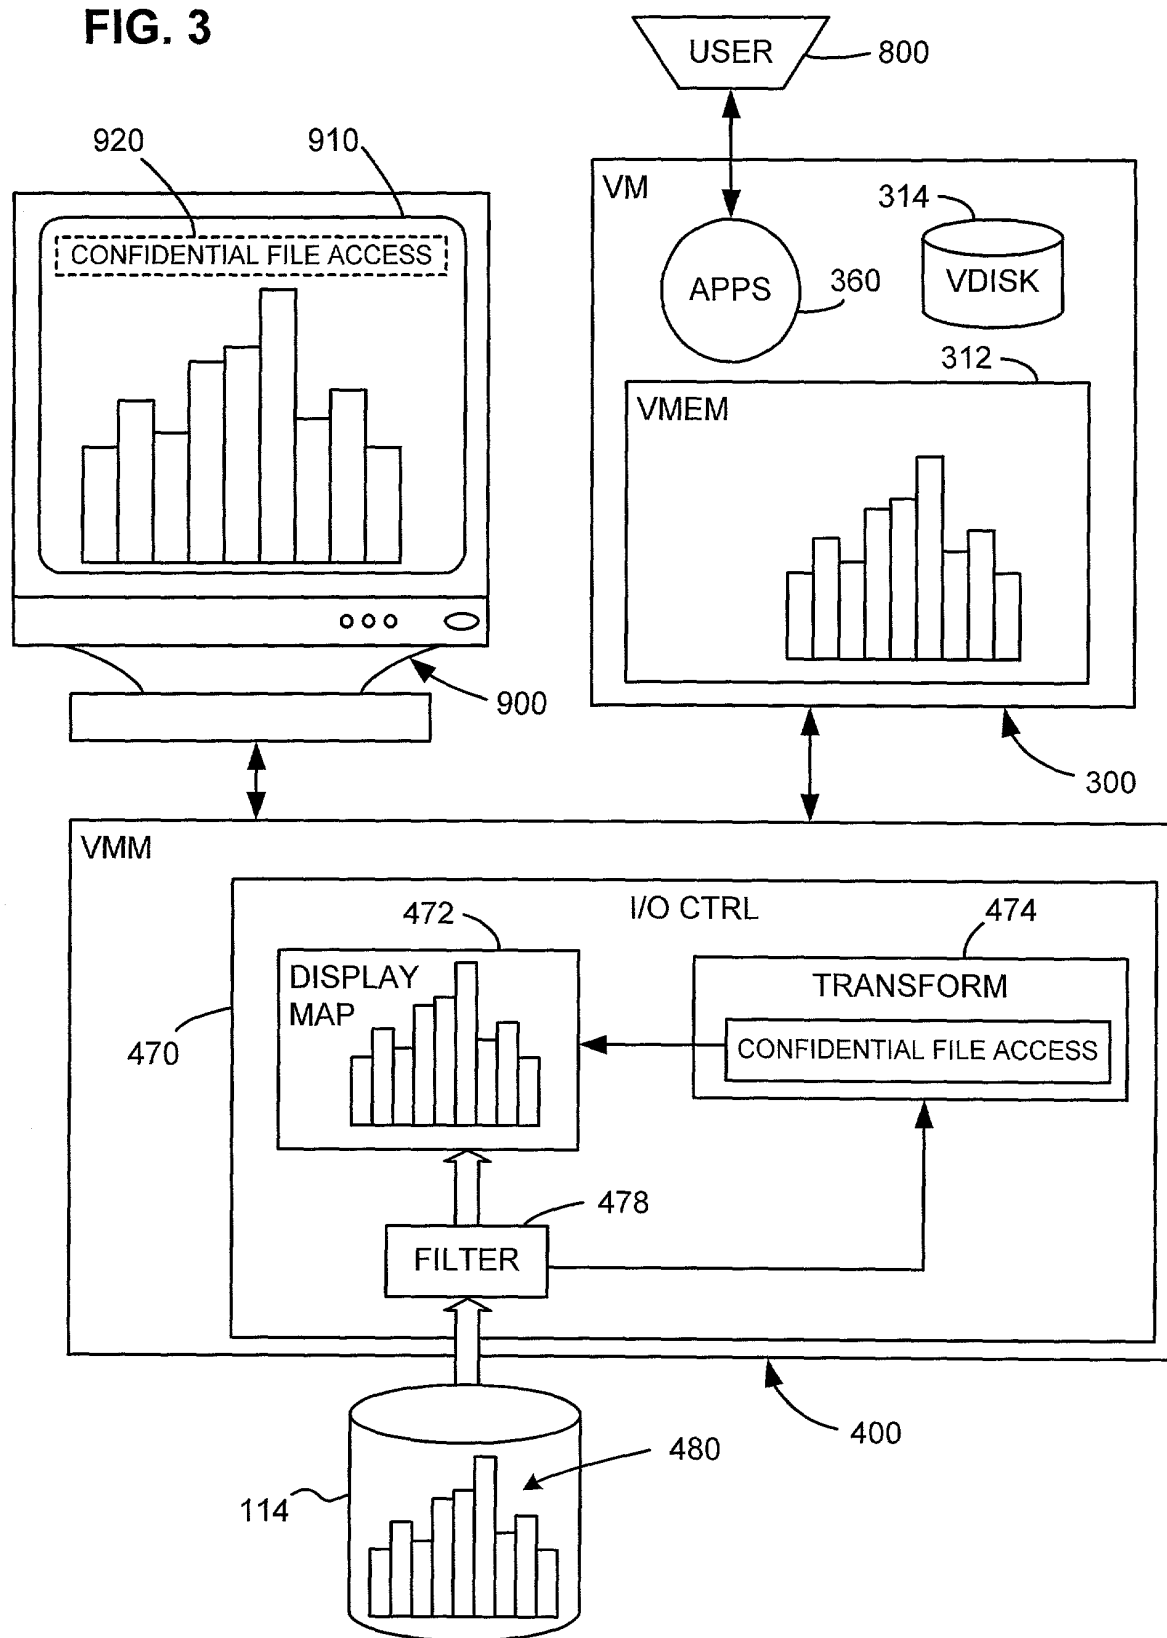 FIG. 3
USER
800
920
910
VM
314
CONFIDENTIAL FILE ACCESS
APPS
360
VDISK
312
VMEM
900
300
VMM
I/O CTRL
472
474
DISPLAY
MAP
TRANSFORM
470
CONFIDENTIAL FILE ACCESS
478
FILTER
400
480
114